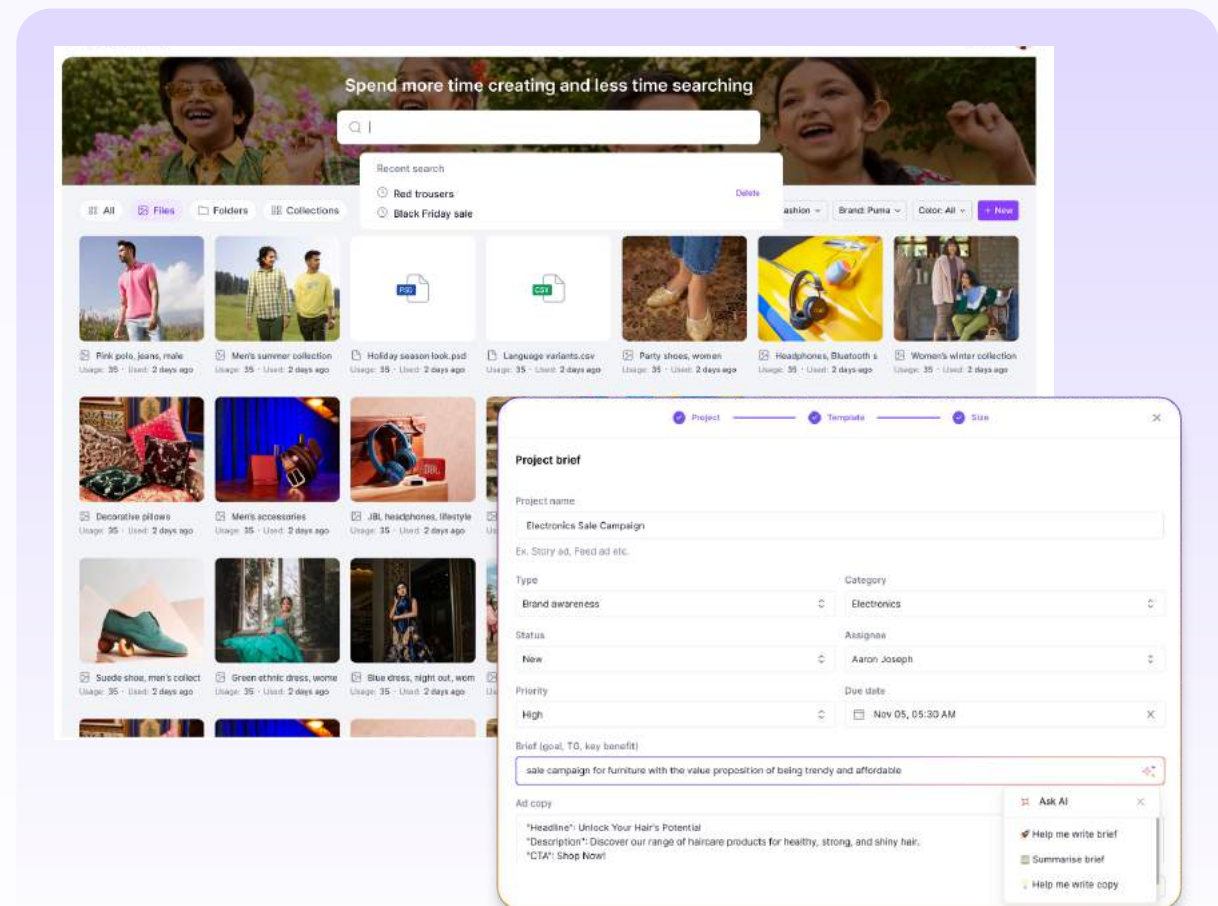 Spend more time creating and less time searching
Recent search
Red trousers Delete
Black Friday sale
All Files Folders Collections ashion Brand: Puma Color: All + New
PSD CSV
Pink polo, jeans, male Men's summer collection Holiday season look.psd Language variants.csv Party shoes, women Headphones, Bluetooth s Women's winter collection
Usage: 35 · Used: 2 days ago Usage: 35 · Used: 2 days ago Usage: 35 · Used: 2 days ago Usage: 35 · Used: 2 days ago Usage: 35 · Used: 2 days ago Usage: 35 · Used: 2 days ago Usage: 35 · Used: 2 days ago
Decorative pillows Men's accessories JBL headphones, lifestyle
Usage: 35 · Used: 2 days ago Usage: 35 · Used: 2 days ago Usage: 35 · Used: 2 days ago Us
Suede shoe, men's collect Green ethnic dress, wome Blue dress, night out, wom
Usage: 35 · Used: 2 days ago Usage: 35 · Used: 2 days ago Usage: 35 · Used: 2 days ago Us
JBL
Project Template Size
Project brief
Project name
Electronics Sale Campaign
Ex. Story ad, Feed ad etc.
Type Category
Brand awareness Electronics
Status Assignee
New Aaron Joseph
Priority Due date
High Nov 05, 05:30 AM
Brief (goal, TG, key benefit)
sale campaign for furniture with the value proposition of being trendy and affordable
Ad copy
"Headline": Unlock Your Hair's Potential
"Description": Discover our range of haircare products for healthy, strong, and shiny hair.
"CTA": Shop Now!
Ask AI
Help me write brief
Summarise brief
Help me write copy